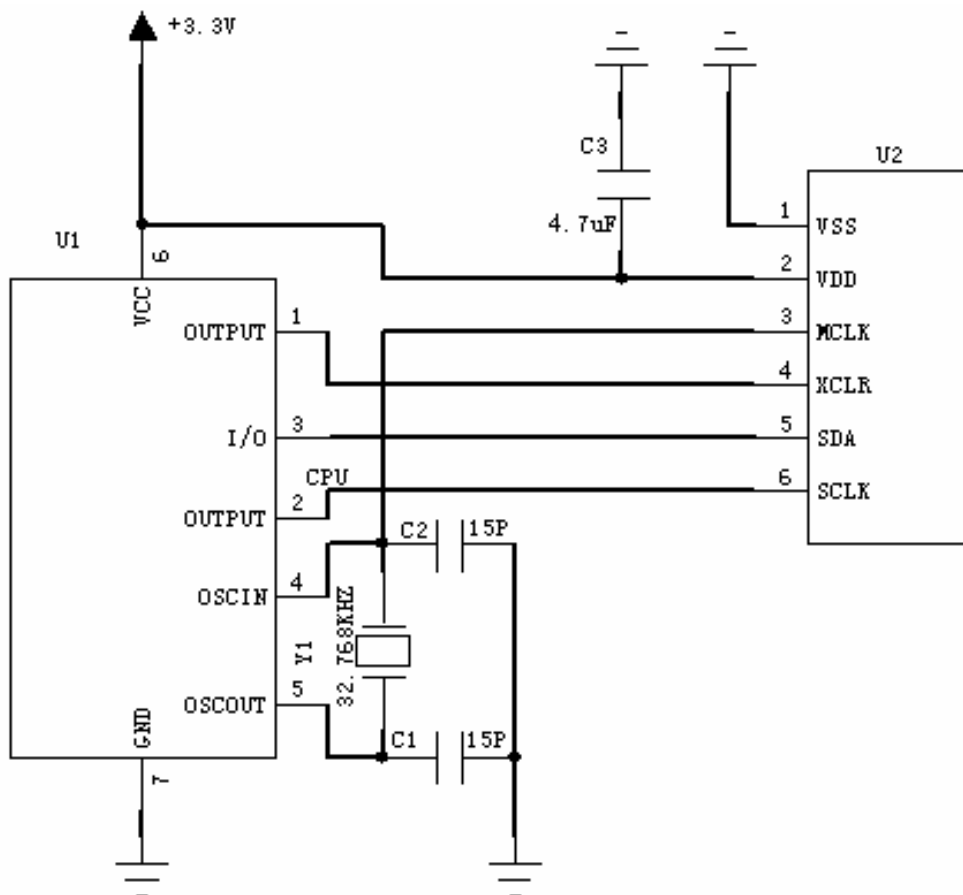 +3.3V
C3
U2
4.7uF
1
VSS
U1
6
VCC
2
VDD
OUTPUT
1
3
MCLK
4
XCLR
I/O
3
5
SDA
CPU
6
SCLK
OUTPUT
2
C2
15P
OSCIN
4
Y1
32.768KHZ
OSCOUT
5
GND
C1
15P
7